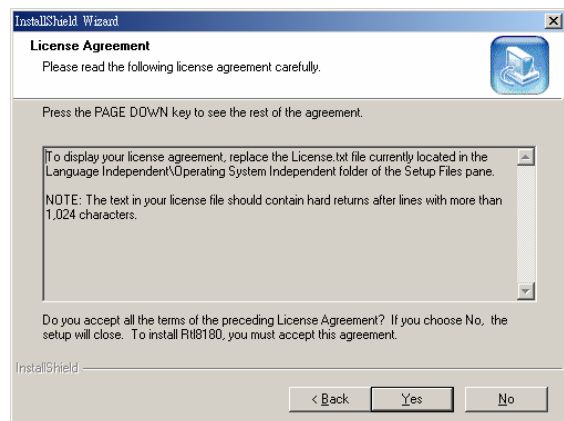 InstallShield Wizard
License Agreement
Please read the following license agreement carefully.
Press the PAGE DOWN key to see the rest of the agreement.
To display your license agreement, replace the License.txt file currently located in the
Language Independent\Operating System Independent folder of the Setup Files pane.
NOTE: The text in your license file should contain hard returns after lines with more than
1,024 characters.
Do you accept all the terms of the preceding License Agreement? If you choose No, the
setup will close. To install Rtl8180, you must accept this agreement.
InstallShield
< Back
Yes
No